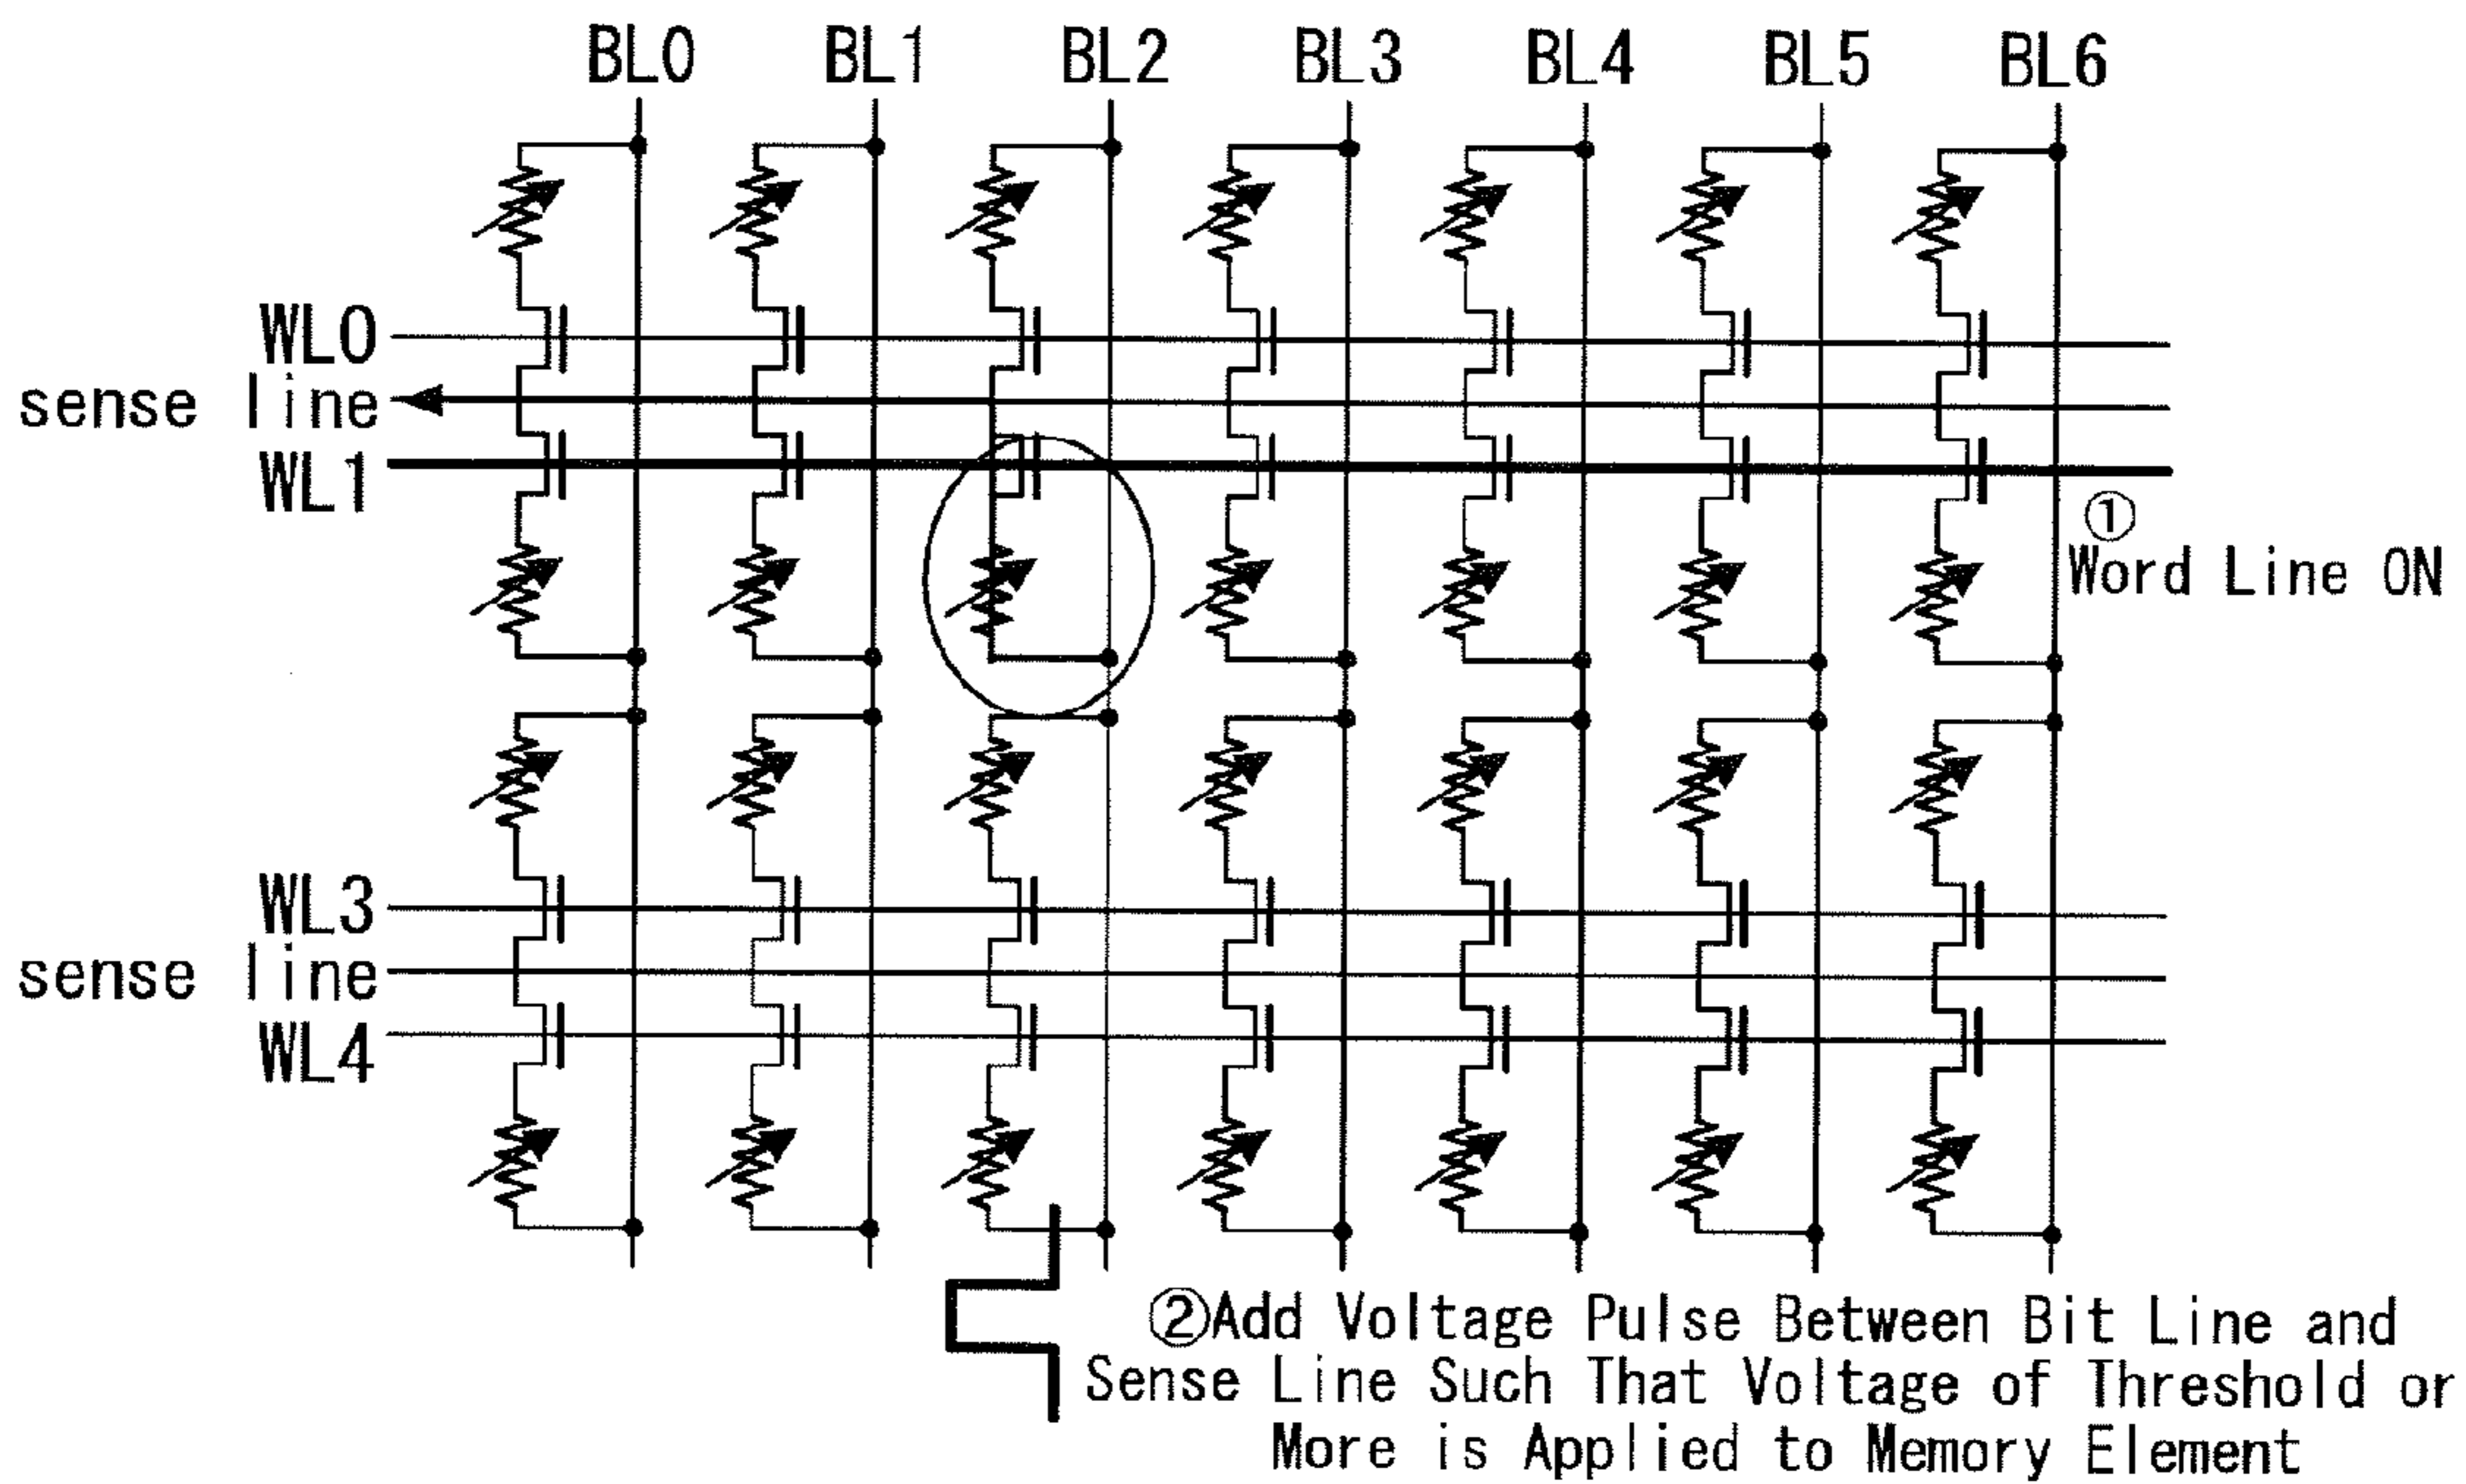 BL0 BL1 BL2 BL3 BL4 BL5 BL6
WL0
sense line
WL1
①
Word Line ON
WL3
sense line
WL4
②Add Voltage Pulse Between Bit Line and
Sense Line Such That Voltage of Threshold or
More is Applied to Memory Element